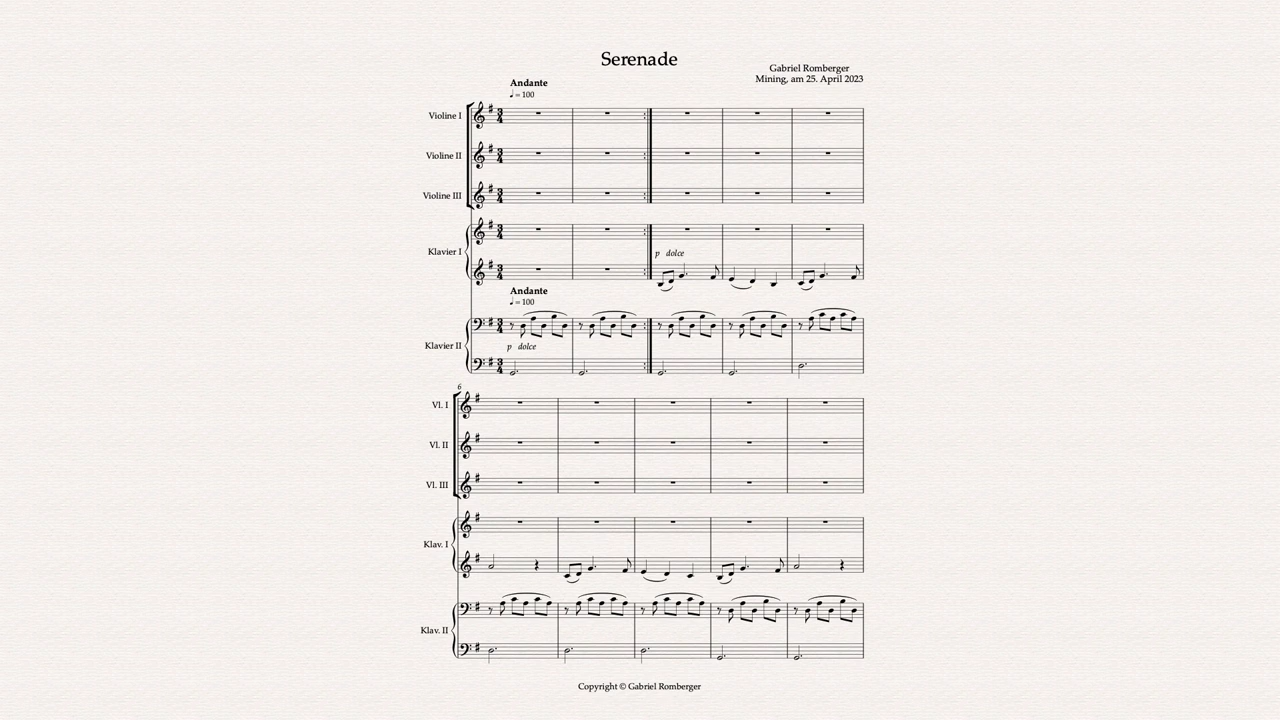 Serenade
Gabriel Romberger
Mining, am 25. April 2023
Andante
♩ = 100
Violine I
Violine II
Violine III
Klavier I
p dolce
Andante
♩ = 100
Klavier II
p dolce
6
Vl. I
Vl. II
Vl. III
Klav. I
Klav. II
Copyright © Gabriel Romberger